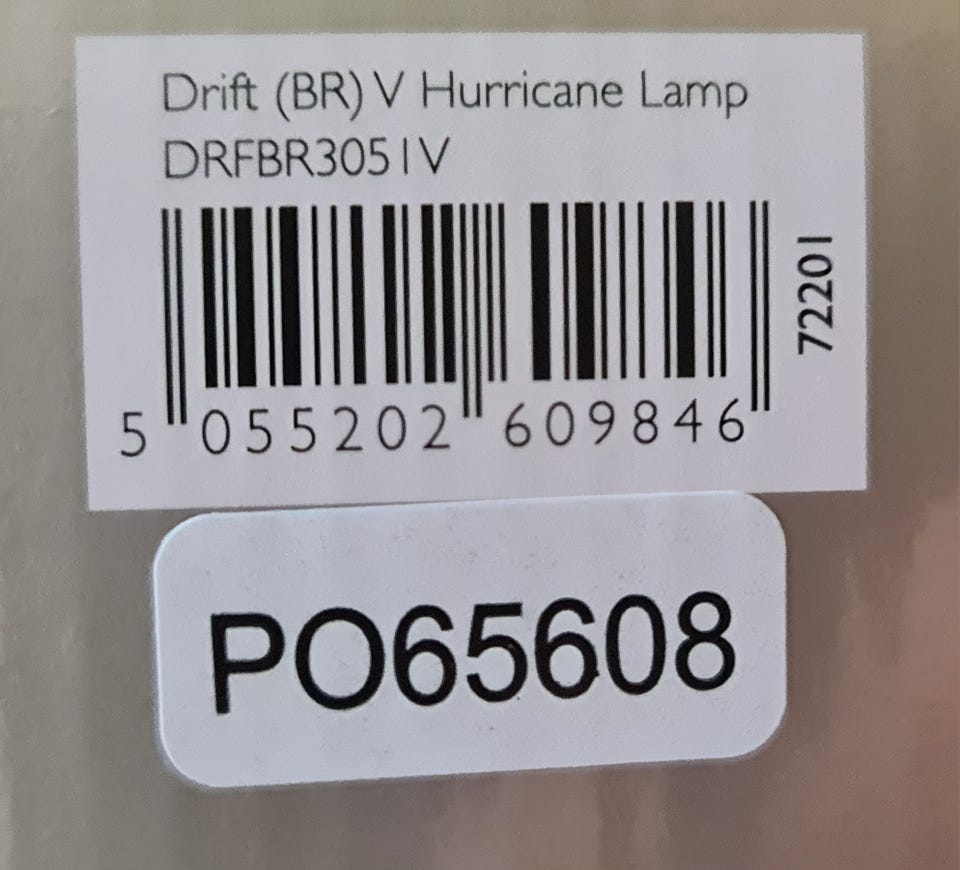 Drift (BR) V Hurricane Lamp
DRFBR3051V
72201
5 055202 609846
PO65608